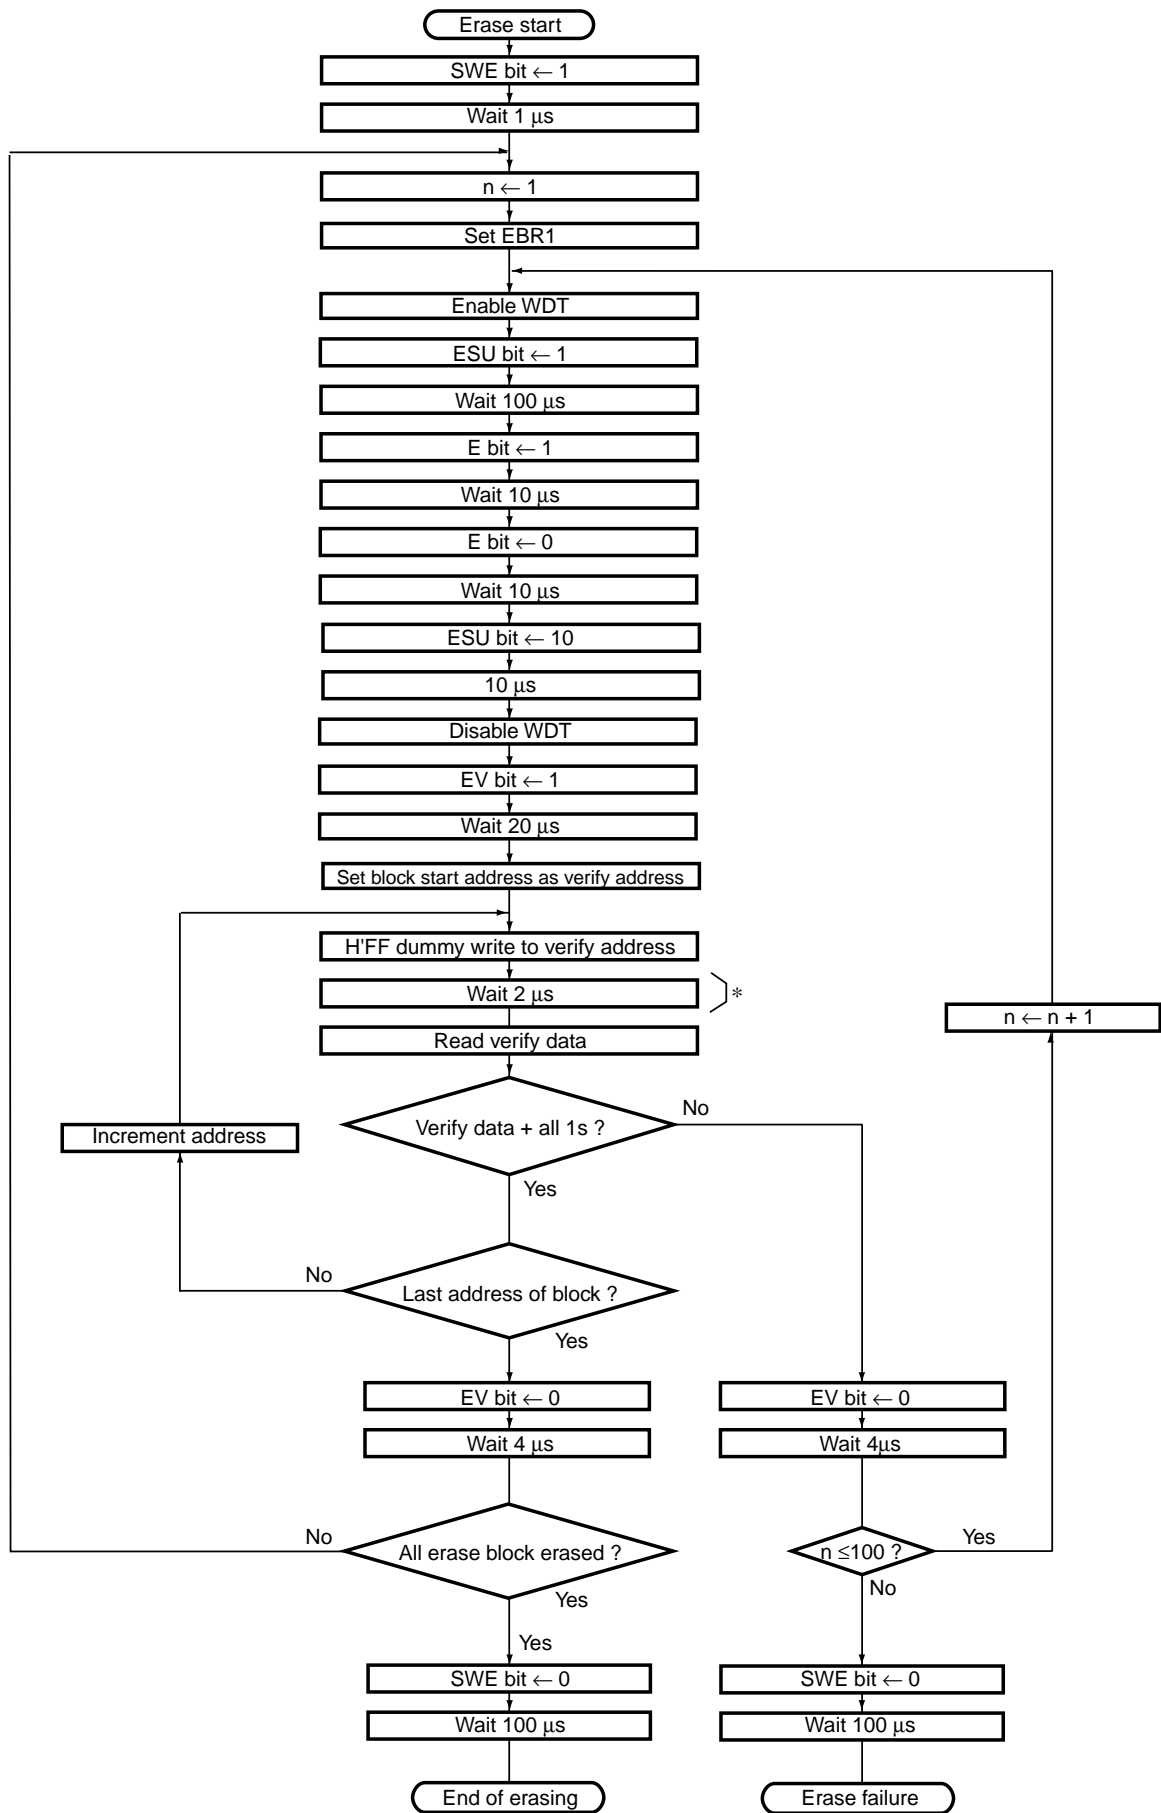 Erase start
SWE bit ← 1
Wait 1 μs
n ← 1
Set EBR1
Enable WDT
ESU bit ← 1
Wait 100 μs
E bit ← 1
Wait 10 μs
E bit ← 0
Wait 10 μs
ESU bit ← 10
10 μs
Disable WDT
EV bit ← 1
Wait 20 μs
Set block start address as verify address
H'FF dummy write to verify address
Wait 2 μs
*
Read verify data
n ← n + 1
Verify data + all 1s ?
No
Increment address
Yes
Last address of block ?
No
Yes
EV bit ← 0
EV bit ← 0
Wait 4 μs
Wait 4μs
No
All erase block erased ?
n ≤100 ?
Yes
Yes
No
Yes
SWE bit ← 0
SWE bit ← 0
Wait 100 μs
Wait 100 μs
End of erasing
Erase failure